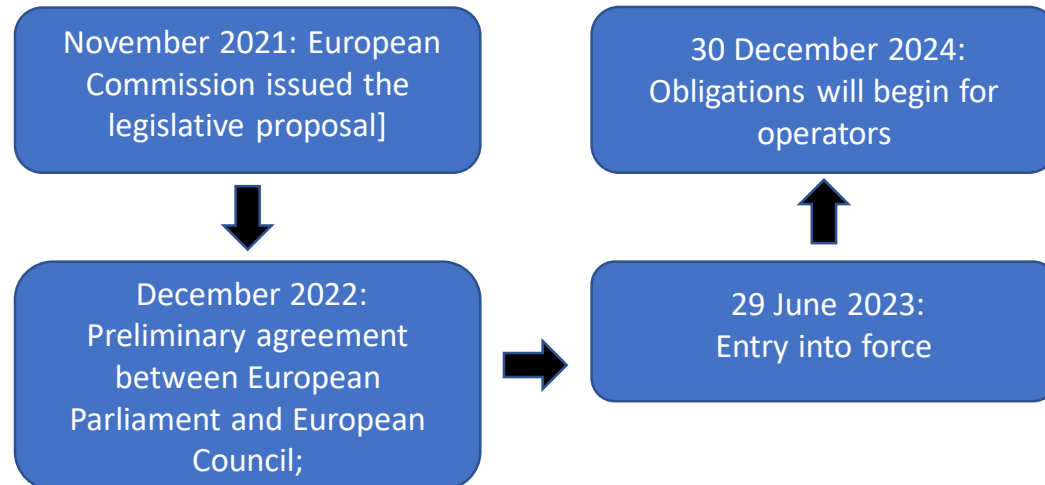 November 2021: European
Commission issued the
legislative proposal]
December 2022:
Preliminary agreement
between European
Parliament and European
Council;
29 June 2023:
Entry into force
30 December 2024:
Obligations will begin for
operators